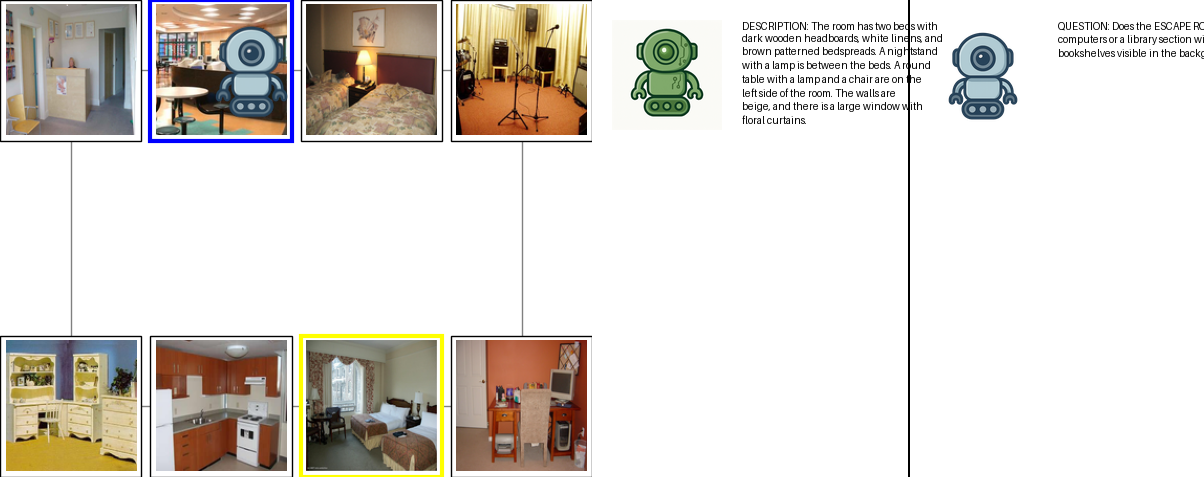 DESCRIPTION: The room has two beds with
dark wooden headboards, white linens, and
brown patterned bedspreads. A nightstand
with a lamp is between the beds. A round
table with a lamp and a chair are on the
left side of the room. The walls are
beige, and there is a large window with
floral curtains.
QUESTION: Does the ESCAPE RO
computers or a library section wi
bookshelves visible in the backg